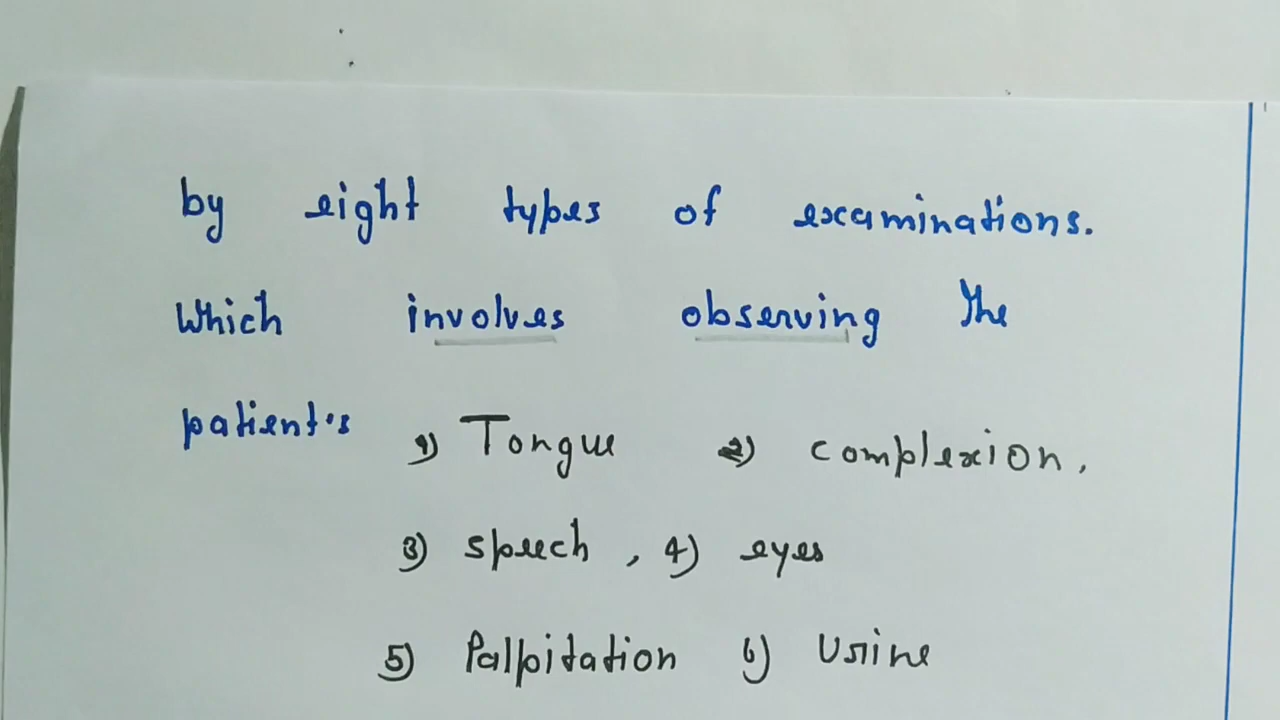 by eight types of examinations.
Which involves observing the
patient's 1) Tongue 2) complexion,
3) speech, 4) eyes
5) Palpitation 6) Urine